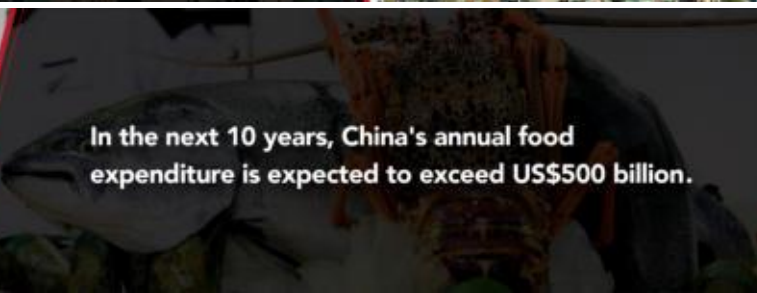 In the next 10 years, China's annual food
expenditure is expected to exceed US$500 billion.